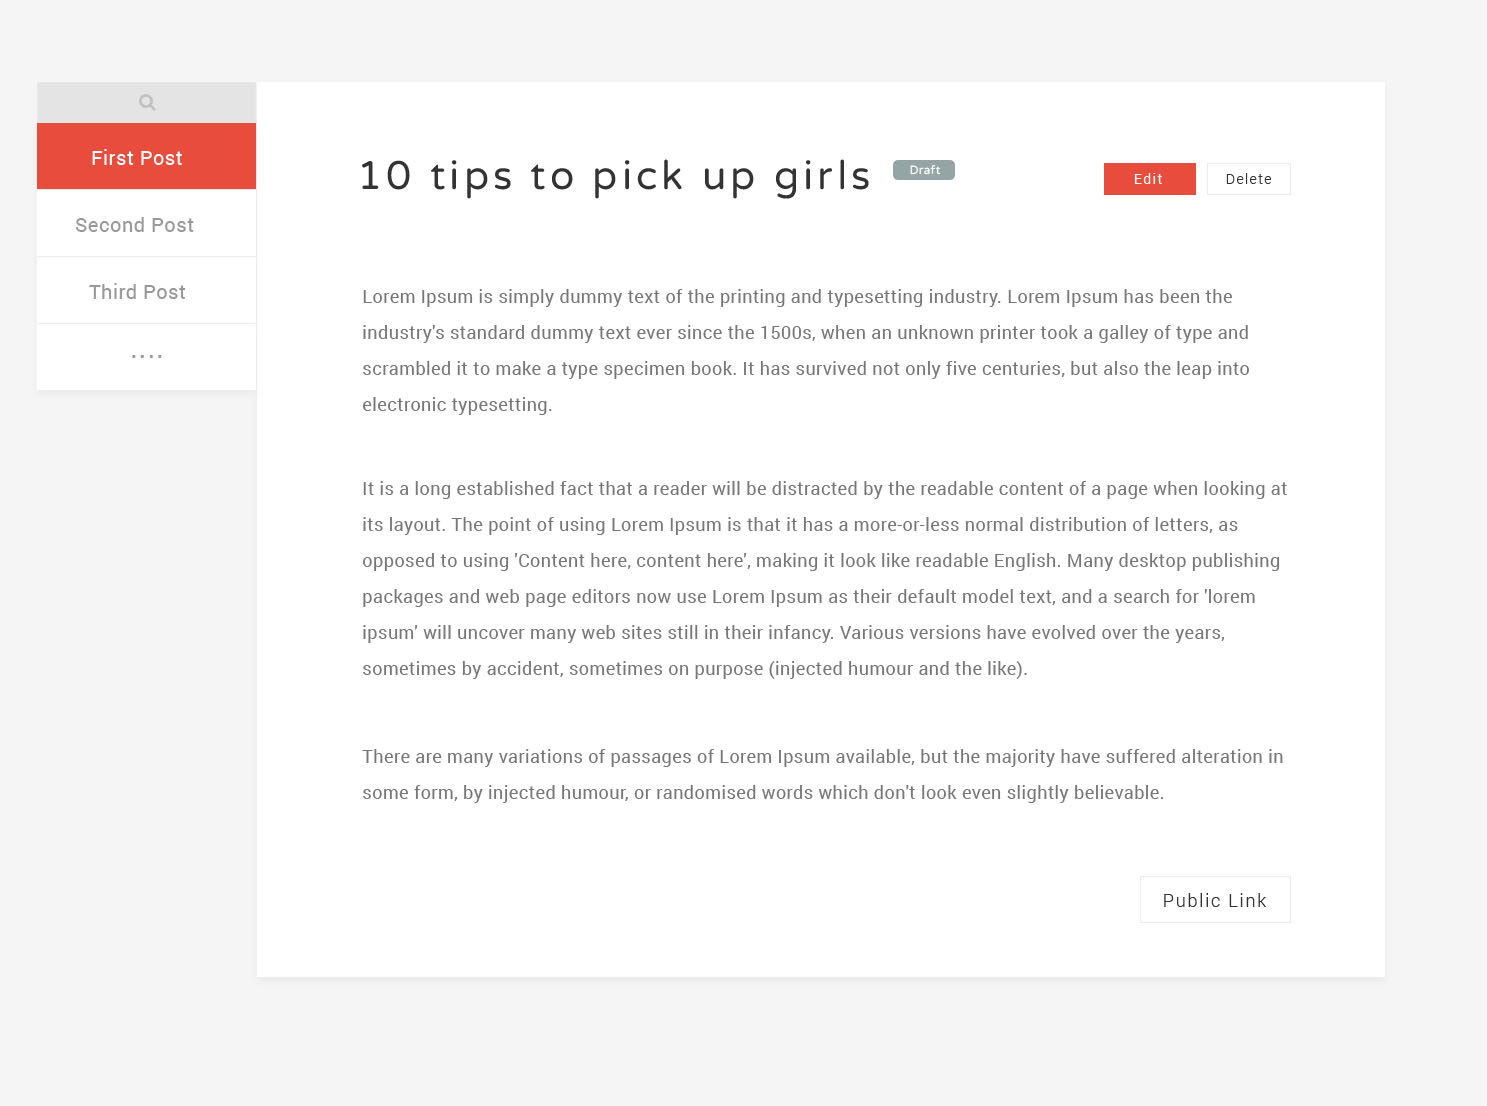 First Post
Second Post
Third Post
....
10 tips to pick up girls
Draft
Edit
Delete
Lorem Ipsum is simply dummy text of the printing and typesetting industry. Lorem Ipsum has been the
industry's standard dummy text ever since the 1500s, when an unknown printer took a galley of type and
scrambled it to make a type specimen book. It has survived not only five centuries, but also the leap into
electronic typesetting.
It is a long established fact that a reader will be distracted by the readable content of a page when looking at
its layout. The point of using Lorem Ipsum is that it has a more-or-less normal distribution of letters, as
opposed to using 'Content here, content here', making it look like readable English. Many desktop publishing
packages and web page editors now use Lorem Ipsum as their default model text, and a search for 'lorem
ipsum' will uncover many web sites still in their infancy. Various versions have evolved over the years,
sometimes by accident, sometimes on purpose (injected humour and the like).
There are many variations of passages of Lorem Ipsum available, but the majority have suffered alteration in
some form, by injected humour, or randomised words which don't look even slightly believable.
Public Link